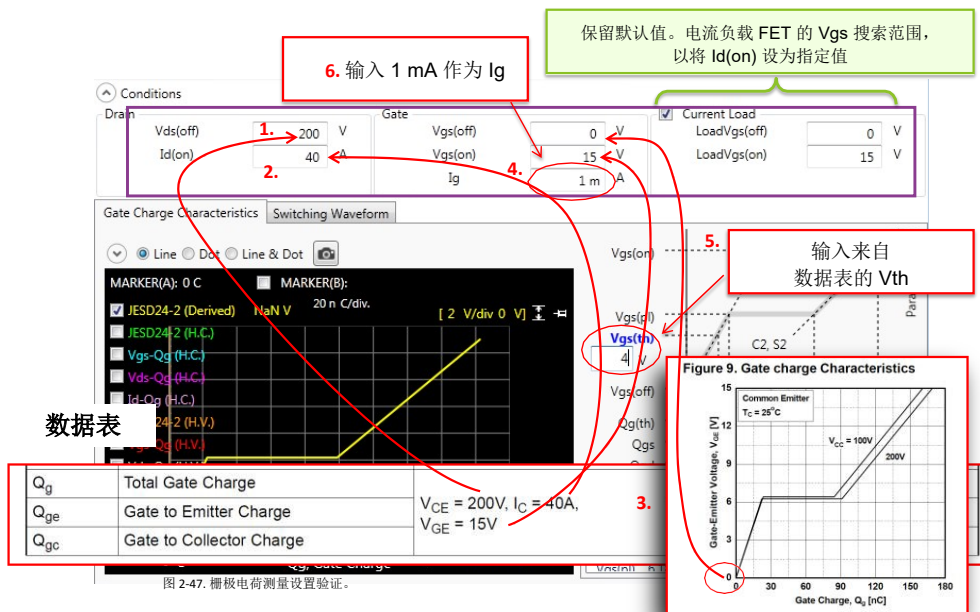 保留默认值。电流负载 FET 的 Vgs 搜索范围，
以将 Id(on) 设为指定值
6. 输入 1 mA 作为 Ig
Conditions
Drain
Vds(off) 1. 200 V
Id(on) 40 A
2.
Gate
Vgs(off) 0 V
Vgs(on) 15 V
4.
Ig 1 m A
Current Load
LoadVgs(off) 0 V
LoadVgs(on) 15 V
Gate Charge Characteristics
Switching Waveform
Line Dot Line & Dot
MARKER(A): 0 C
MARKER(B):
JESD24-2 (Derived) NaN V
20 n C/div.
[ 2 V/div 0 V]
JESD24-2 (H.C.)
Vgs-Qg (H.C.)
Vds-Qg (H.C.)
Id-Qg (H.C.)
24-2 (H.V.)
Qg (H.V.)
Vgs(on)
5.
输入来自
数据表的 Vth
Para
Vgs(pl)
Vgs(th)
4 V
C2, S2
Vgs(off)
Qg(th)
Qgs
数据表
Figure 9. Gate charge Characteristics
Common Emitter
TC = 25°C
VCC = 100V
200V
Gate-Emitter Voltage, VGE [V]
15
12
9
6
3
0
0 30 60 90 120 150 180
Gate Charge, Qg [nC]
Qg Total Gate Charge
Qge Gate to Emitter Charge
Qgc Gate to Collector Charge
VCE = 200V, IC = 40A,
VGE = 15V
3.
Qg, Gate Charge
Vgs(pl)
图 2-47. 栅极电荷测量设置验证。